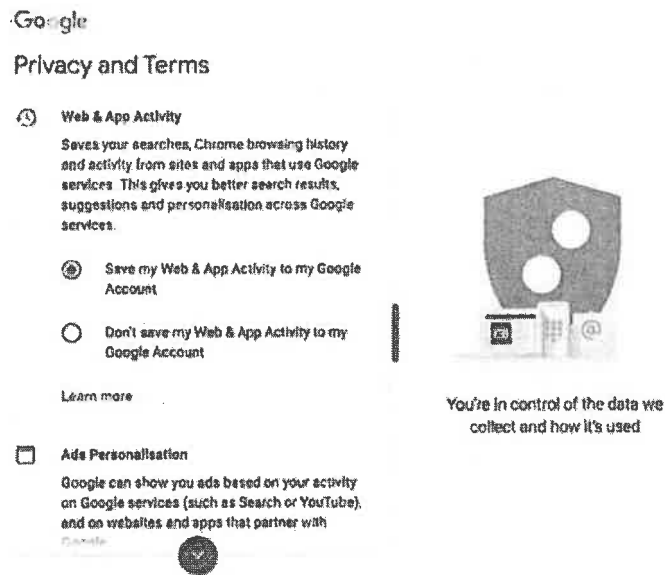 Google
Privacy and Terms
Web & App Activity
Saves your searches, Chrome browsing history
and activity from sites and apps that use Google
services. This gives you better search results,
suggestions and personalisation across Google
services.
Save my Web & App Activity to my Google
Account
Don't save my Web & App Activity to my
Google Account
Learn more
Ads Personalisation
Google can show you ads based on your activity
on Google services (such as Search or YouTube),
and on websites and apps that partner with
Google
@
You're in control of the data we
collect and how it's used